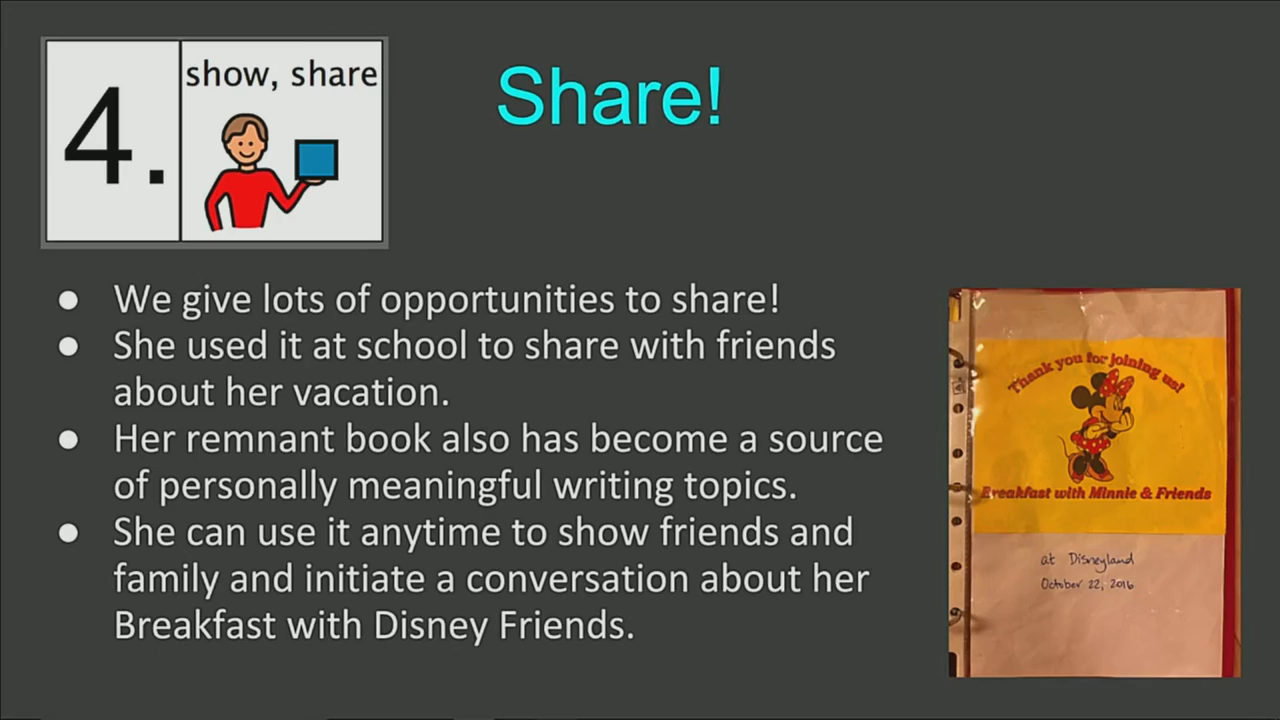 4.
show, share
Share!
● We give lots of opportunities to share!
● She used it at school to share with friends
about her vacation.
● Her remnant book also has become a source
of personally meaningful writing topics.
● She can use it anytime to show friends and
family and initiate a conversation about her
Breakfast with Disney Friends.
Thank you for joining us!
Breakfast with Minnie & Friends
at Disneyland
October 22, 2016